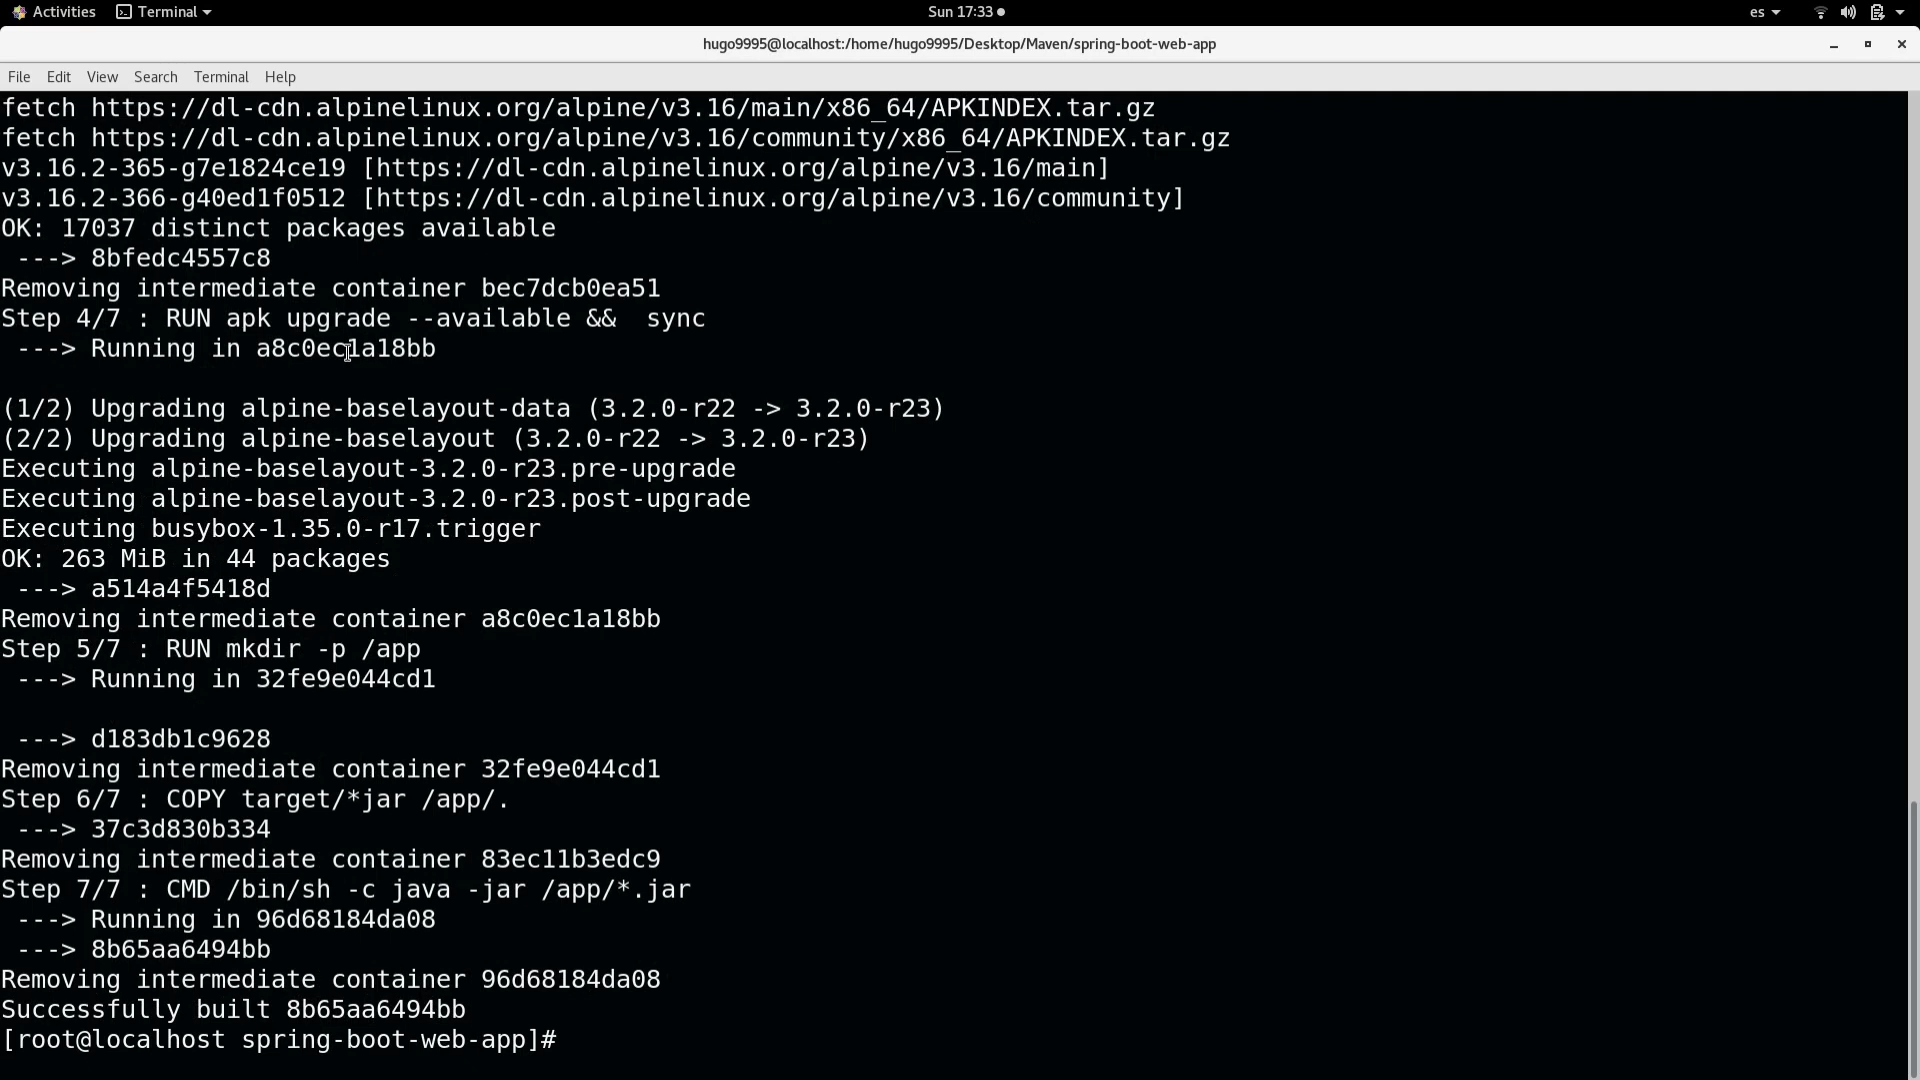 Activities Terminal Sun 17:33 es
hugo9995@localhost:/home/hugo9995/Desktop/Maven/spring-boot-web-app
File Edit View Search Terminal Help
fetch https://dl-cdn.alpinelinux.org/alpine/v3.16/main/x86_64/APKINDEX.tar.gz
fetch https://dl-cdn.alpinelinux.org/alpine/v3.16/community/x86_64/APKINDEX.tar.gz
v3.16.2-365-g7e1824ce19 [https://dl-cdn.alpinelinux.org/alpine/v3.16/main]
v3.16.2-366-g40ed1f0512 [https://dl-cdn.alpinelinux.org/alpine/v3.16/community]
OK: 17037 distinct packages available
 ---> 8bfedc4557c8
Removing intermediate container bec7dcb0ea51
Step 4/7 : RUN apk upgrade --available &&  sync
 ---> Running in a8c0ec1a18bb
(1/2) Upgrading alpine-baselayout-data (3.2.0-r22 -> 3.2.0-r23)
(2/2) Upgrading alpine-baselayout (3.2.0-r22 -> 3.2.0-r23)
Executing alpine-baselayout-3.2.0-r23.pre-upgrade
Executing alpine-baselayout-3.2.0-r23.post-upgrade
Executing busybox-1.35.0-r17.trigger
OK: 263 MiB in 44 packages
 ---> a514a4f5418d
Removing intermediate container a8c0ec1a18bb
Step 5/7 : RUN mkdir -p /app
 ---> Running in 32fe9e044cd1
 ---> d183db1c9628
Removing intermediate container 32fe9e044cd1
Step 6/7 : COPY target/*jar /app/.
 ---> 37c3d830b334
Removing intermediate container 83ec11b3edc9
Step 7/7 : CMD /bin/sh -c java -jar /app/*.jar
 ---> Running in 96d68184da08
 ---> 8b65aa6494bb
Removing intermediate container 96d68184da08
Successfully built 8b65aa6494bb
[root@localhost spring-boot-web-app]#